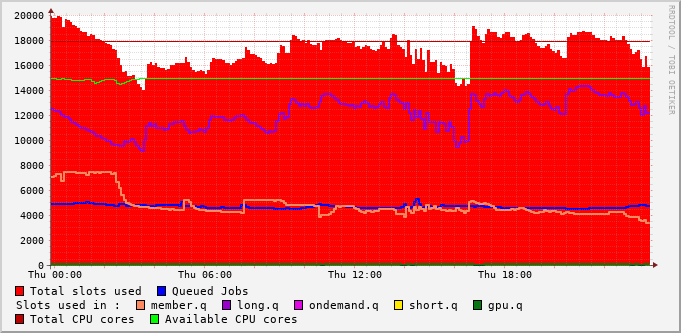 20000
18000
16000
14000
12000
10000
8000
6000
4000
2000
0
Thu 00:00 Thu 06:00 Thu 12:00 Thu 18:00
RRDTOOL / TOBI OETIKER
Total slots used Queued Jobs
Slots used in : member.q long.q ondemand.q short.q gpu.q
Total CPU cores Available CPU cores